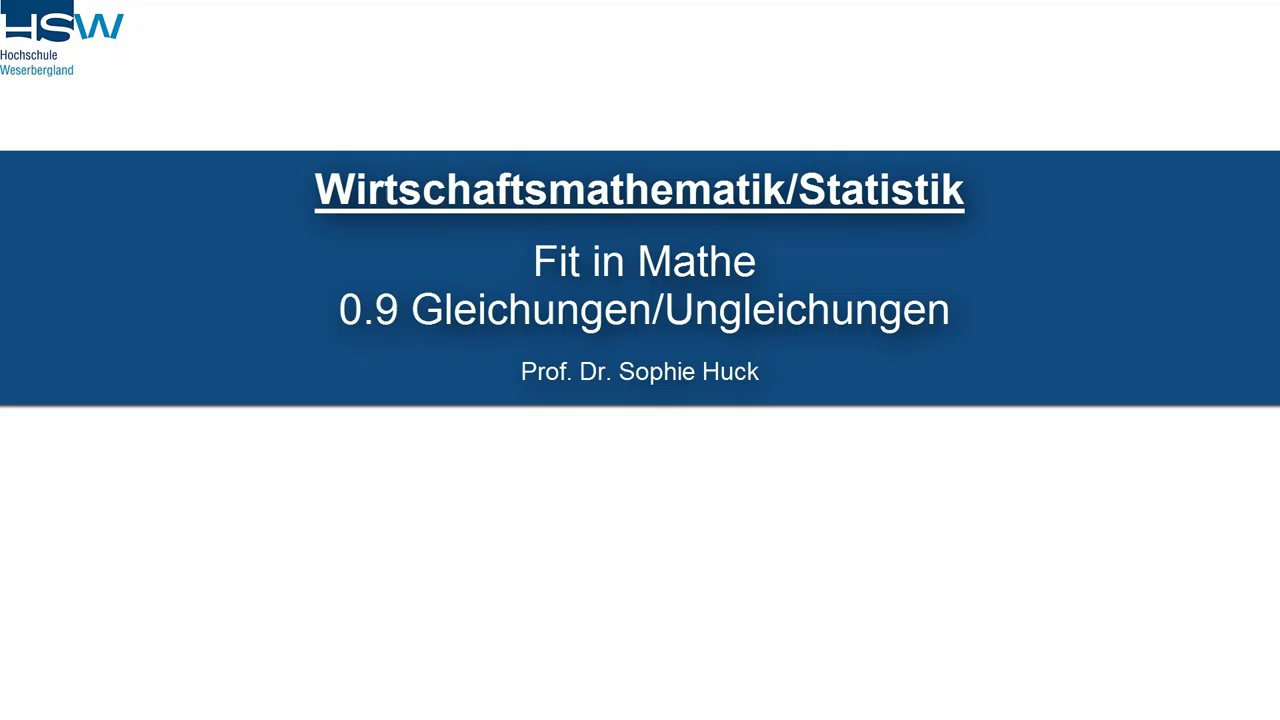 HSW
Hochschule
Weserbergland
Wirtschaftsmathematik/Statistik
Fit in Mathe
0.9 Gleichungen/Ungleichungen
Prof. Dr. Sophie Huck